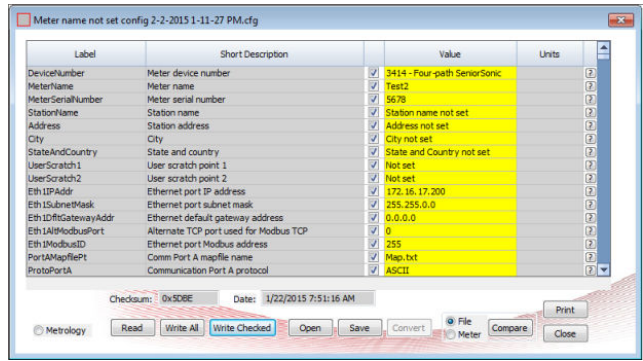 Meter name not set config 2-2-2015 1-11-27 PM.cfg
Label Short Description Value Units
DeviceNumber Meter device number 3414 - Four-path SeniorSonic
MeterName Meter name Test2
MeterSerialNumber Meter serial number 5678
StationName Station name Station name not set
Address Station address Address not set
City City City not set
StateAndCountry State and country State and Country not set
UserScratch1 User scratch point 1 Not set
UserScratch2 User scratch point 2 Not set
Eth1IPAddr Ethernet port IP address 172.16.17.200
Eth1SubnetMask Ethernet port subnet mask 255.255.0.0
Eth1DfltGatewayAddr Ethernet default gateway address 0.0.0.0
Eth1AltModbusPort Alternate TCP port used for Modbus TCP 0
Eth1ModbusID Ethernet port Modbus address 255
PortAMapfilePt Comm Port A mapfile name Map.txt
ProtoPortA Communication Port A protocol ASCII
Checksum: 0x5DBE Date: 1/22/2015 7:51:16 AM
Print
Metrology Read Write All Write Checked Open Save Convert File Meter Compare Close